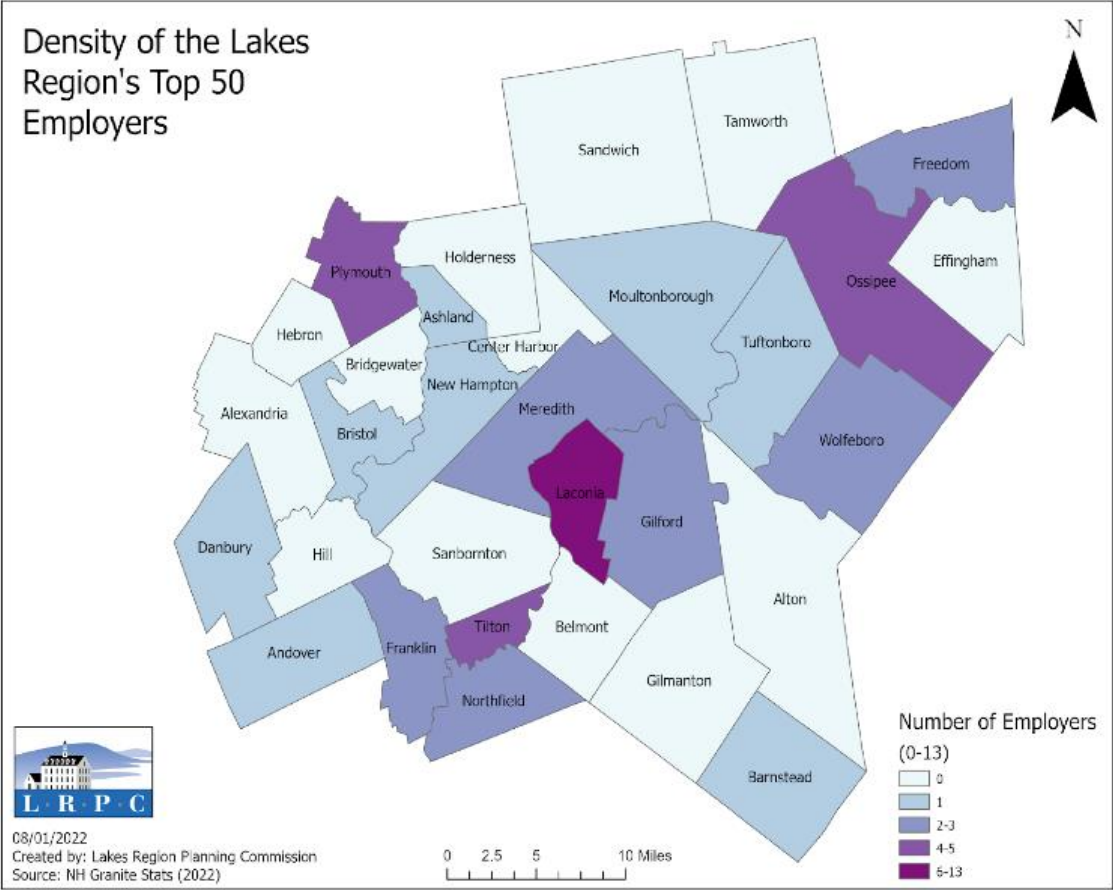 Density of the Lakes
Region's Top 50
Employers
N
Tamworth
Sandwich
Freedom
Holderness
Effingham
Plymouth
Ossipee
Moultonborough
Ashland
Hebron
Tuftonboro
Center Harbor
Bridgewater
New Hampton
Meredith
Alexandria
Bristol
Wolfeboro
Laconia
Gilford
Danbury
Hill
Sanbornton
Alton
Tilton
Belmont
Franklin
Andover
Gilmanton
Northfield
Barnstead
Number of Employers
(0-13)
0
1
2-3
4-5
6-13
L R P C
08/01/2022
Created by: Lakes Region Planning Commission
Source: NH Granite Stats (2022)
0 2.5 5 10 Miles